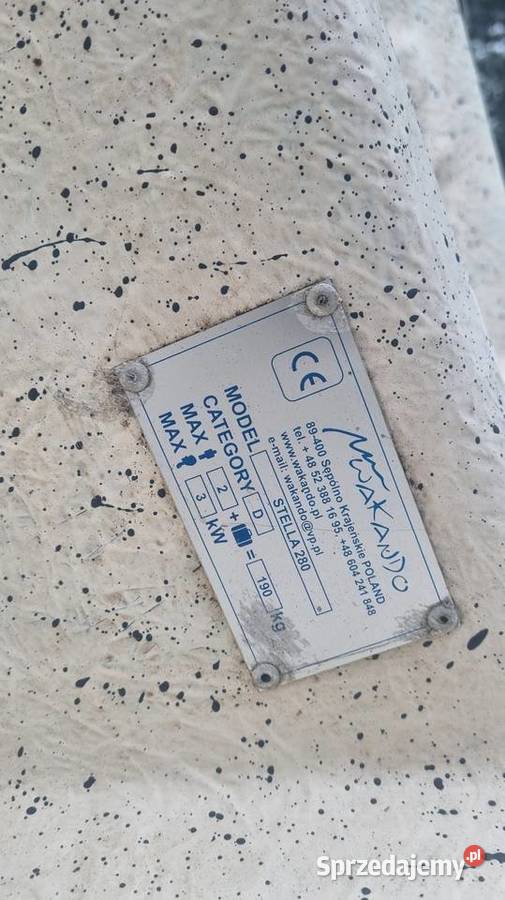 WAKANDO
89-400 Sępólno Krajeńskie POLAND
tel. + 48 52 388 16 95, +48 604 241 848
www.wakando.pl
e-mail: wakando@vp.pl
CE
MODEL STELLA 280
CATEGORY D
MAX 2 + = 190 kg
MAX 3 kW
Sprzedajemy.pl